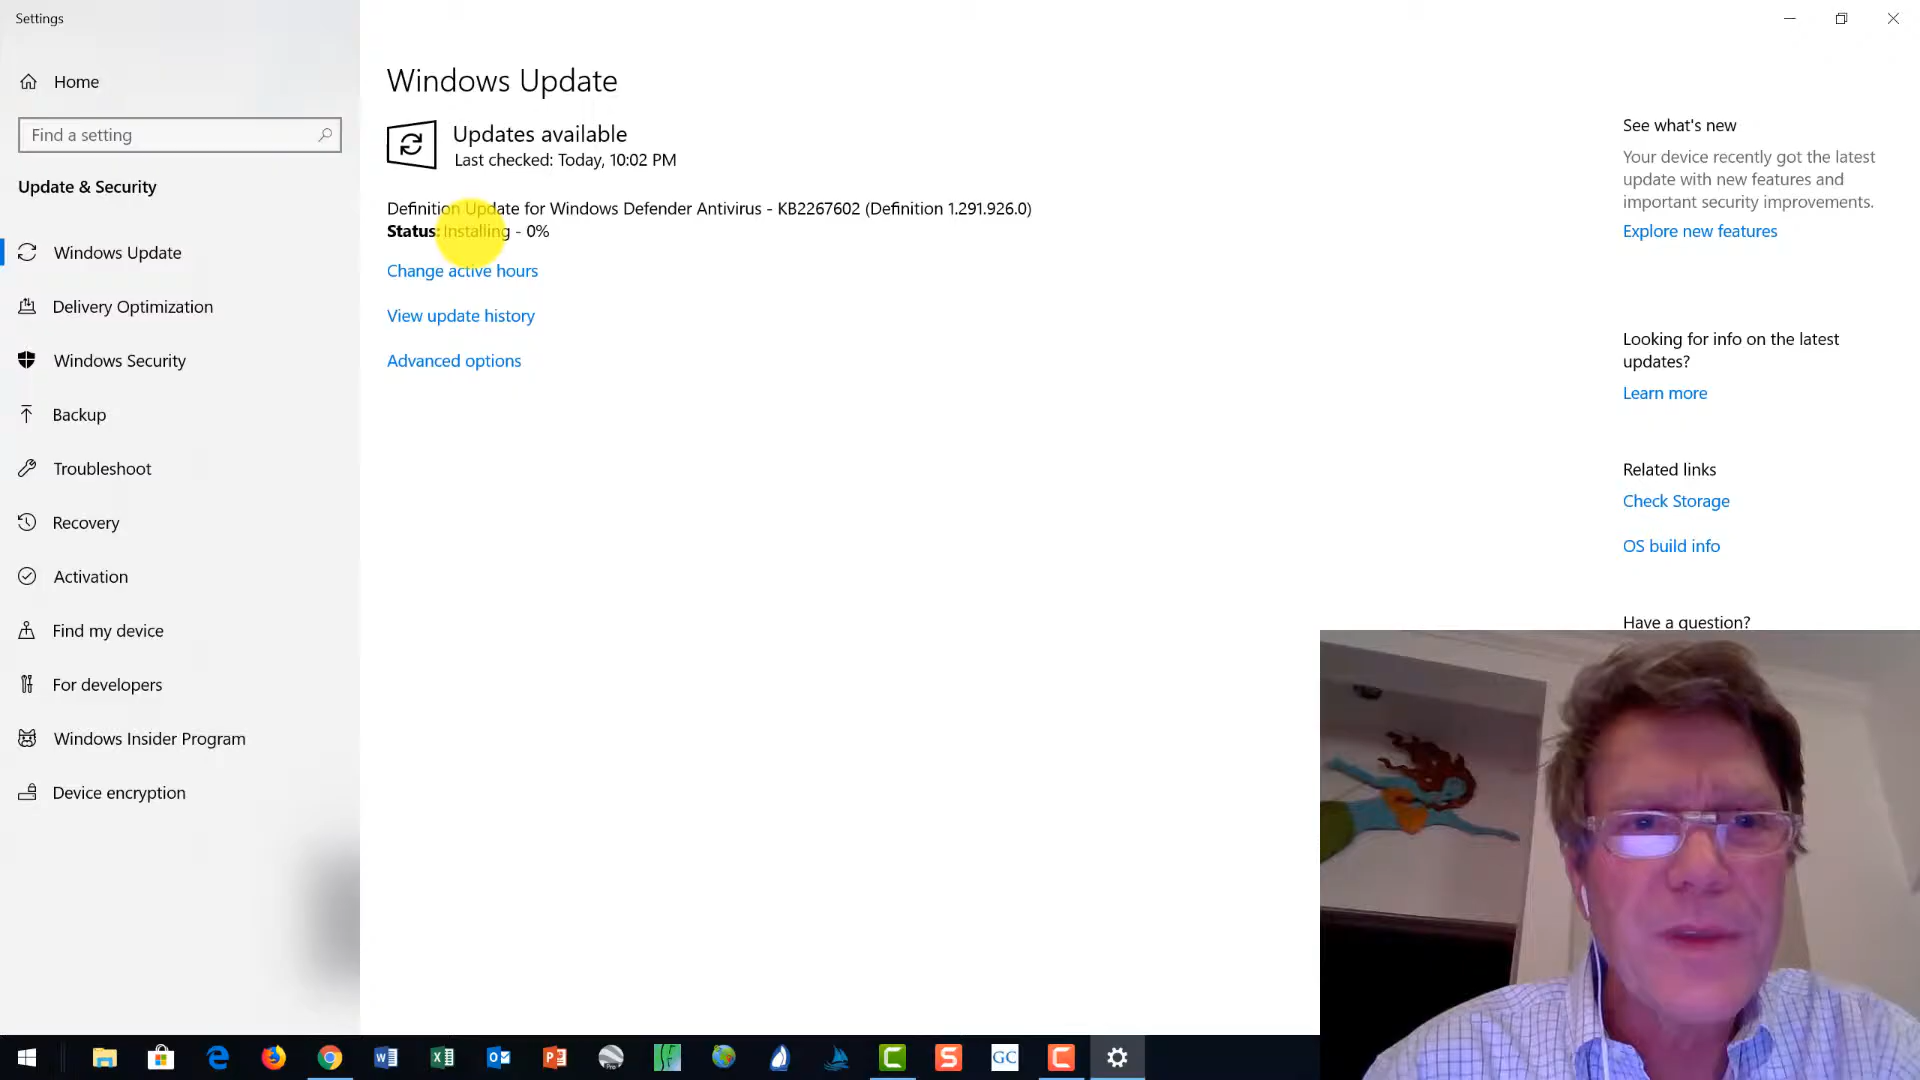 Settings
Home
Find a setting
Update & Security
Windows Update
Delivery Optimization
Windows Security
Backup
Troubleshoot
Recovery
Activation
Find my device
For developers
Windows Insider Program
Device encryption
Windows Update
Updates available
Last checked: Today, 10:02 PM
Definition Update for Windows Defender Antivirus - KB2267602 (Definition 1.291.926.0)
Status: Installing - 0%
Change active hours
View update history
Advanced options
See what's new
Your device recently got the latest
update with new features and
important security improvements.
Explore new features
Looking for info on the latest
updates?
Learn more
Related links
Check Storage
OS build info
Have a question?
GC